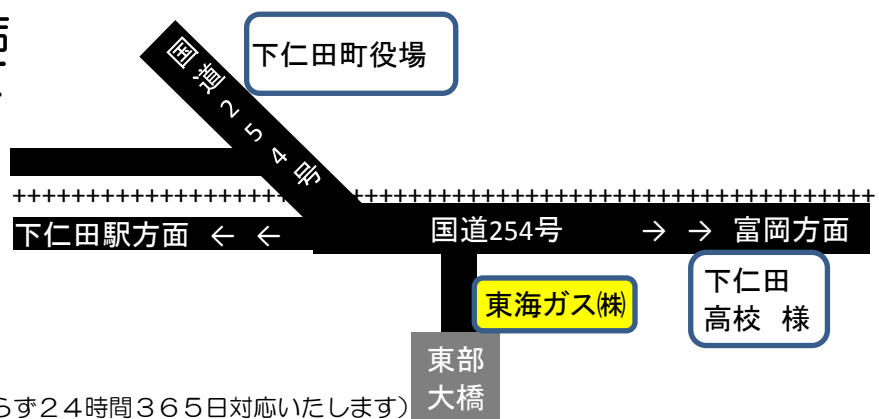 下仁田町役場
国道254号
下仁田駅方面 ← ← 国道254号 → → 富岡方面
東海ガス㈱
下仁田
高校 様
東部
大橋
らず24時間365日対応いたします)